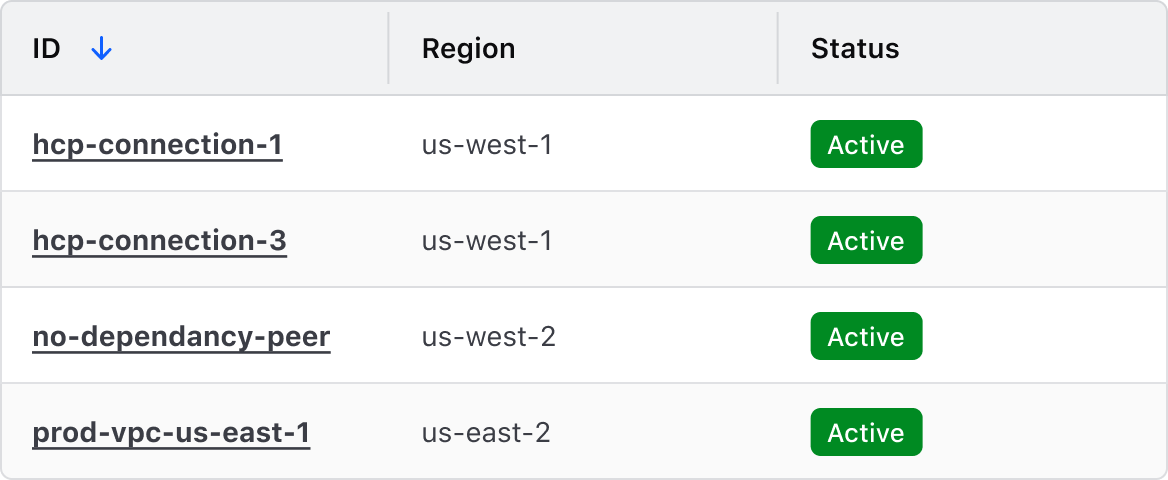 ID Region Status
hcp-connection-1 us-west-1 Active
hcp-connection-3 us-west-1 Active
no-dependancy-peer us-west-2 Active
prod-vpc-us-east-1 us-east-2 Active